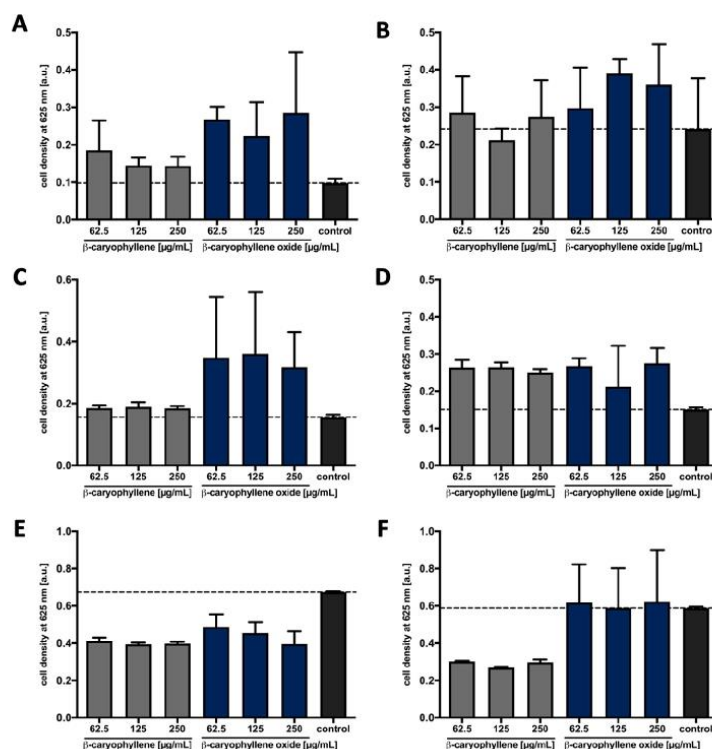 A
cell density at 625 nm [a.u.]
0.5
0.4
0.3
0.2
0.1
0.0
62.5 125 250 62.5 125 250 control
β-caryophyllene [µg/mL] β-caryophyllene oxide [µg/mL]
B
cell density at 625 nm [a.u.]
0.5
0.4
0.3
0.2
0.1
0.0
62.5 125 250 62.5 125 250 control
β-caryophyllene [µg/mL] β-caryophyllene oxide [µg/mL]
C
cell density at 625 nm [a.u.]
0.6
0.4
0.2
0.0
62.5 125 250 62.5 125 250 control
β-caryophyllene [µg/mL] β-caryophyllene oxide [µg/mL]
D
cell density at 625 nm [a.u.]
0.5
0.4
0.3
0.2
0.1
0.0
62.5 125 250 62.5 125 250 control
β-caryophyllene [µg/mL] β-caryophyllene oxide [µg/mL]
E
cell density at 625 nm [a.u.]
1.0
0.8
0.6
0.4
0.2
0.0
62.5 125 250 62.5 125 250 control
β-caryophyllene [µg/mL] β-caryophyllene oxide [µg/mL]
F
cell density at 625 nm [a.u.]
1.0
0.8
0.6
0.4
0.2
0.0
62.5 125 250 62.5 125 250 control
β-caryophyllene [µg/mL] β-caryophyllene oxide [µg/mL]